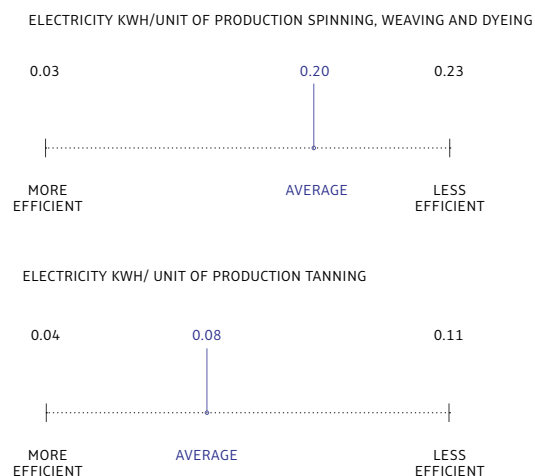 ELECTRICITY KWH/UNIT OF PRODUCTION SPINNING, WEAVING AND DYEING
0.03 0.20 0.23
MORE EFFICIENT AVERAGE LESS EFFICIENT
ELECTRICITY KWH/ UNIT OF PRODUCTION TANNING
0.04 0.08 0.11
MORE EFFICIENT AVERAGE LESS EFFICIENT